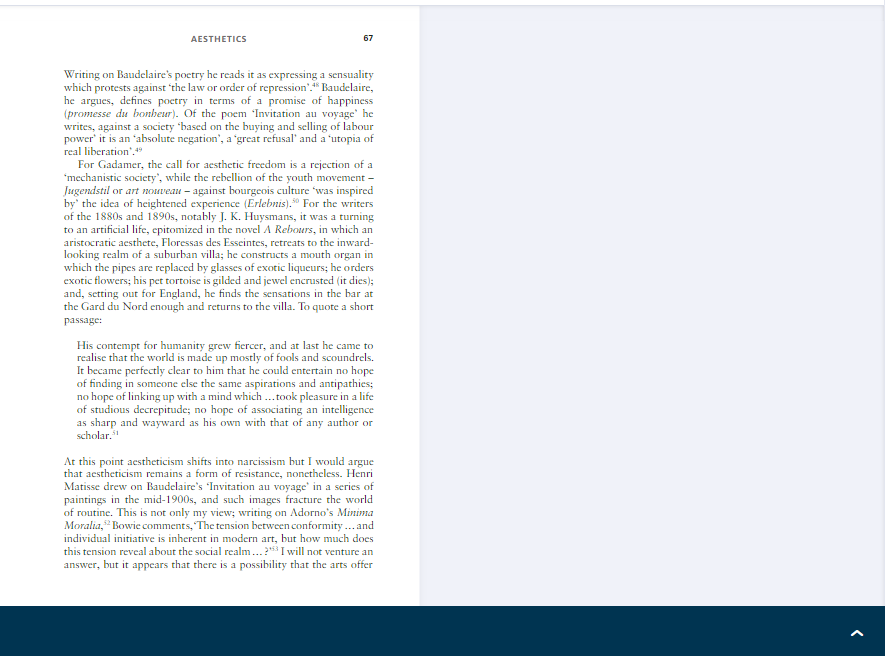 AESTHETICS 67
Writing on Baudelaire's poetry he reads it as expressing a sensuality
which protests against ‘the law or order of repression’.48 Baudelaire,
he argues, defines poetry in terms of a promise of happiness
(promesse du bonheur). Of the poem ‘Invitation au voyage’ he
writes, against a society ‘based on the buying and selling of labour
power’ it is an ‘absolute negation’, a ‘great refusal’ and a ‘utopia of
real liberation’.49
For Gadamer, the call for aesthetic freedom is a rejection of a
‘mechanistic society’, while the rebellion of the youth movement –
Jugendstil or art nouveau – against bourgeois culture ‘was inspired
by’ the idea of heightened experience (Erlebnis).50 For the writers
of the 1880s and 1890s, notably J. K. Huysmans, it was a turning
to an artificial life, epitomized in the novel A Rebours, in which an
aristocratic aesthete, Floressas des Esseintes, retreats to the inward-
looking realm of a suburban villa; he constructs a mouth organ in
which the pipes are replaced by glasses of exotic liqueurs; he orders
exotic flowers; his pet tortoise is gilded and jewel encrusted (it dies);
and, setting out for England, he finds the sensations in the bar at
the Gard du Nord enough and returns to the villa. To quote a short
passage:
His contempt for humanity grew fiercer, and at last he came to
realise that the world is made up mostly of fools and scoundrels.
It became perfectly clear to him that he could entertain no hope
of finding in someone else the same aspirations and antipathies;
no hope of linking up with a mind which ... took pleasure in a life
of studious decrepitude; no hope of associating an intelligence
as sharp and wayward as his own with that of any author or
scholar.51
At this point aestheticism shifts into narcissism but I would argue
that aestheticism remains a form of resistance, nonetheless. Henri
Matisse drew on Baudelaire's ‘Invitation au voyage’ in a series of
paintings in the mid-1900s, and such images fracture the world
of routine. This is not only my view; writing on Adorno's Minima
Moralia,52 Bowie comments, ‘The tension between conformity ... and
individual initiative is inherent in modern art, but how much does
this tension reveal about the social realm ... ?’53 I will not venture an
answer, but it appears that there is a possibility that the arts offer